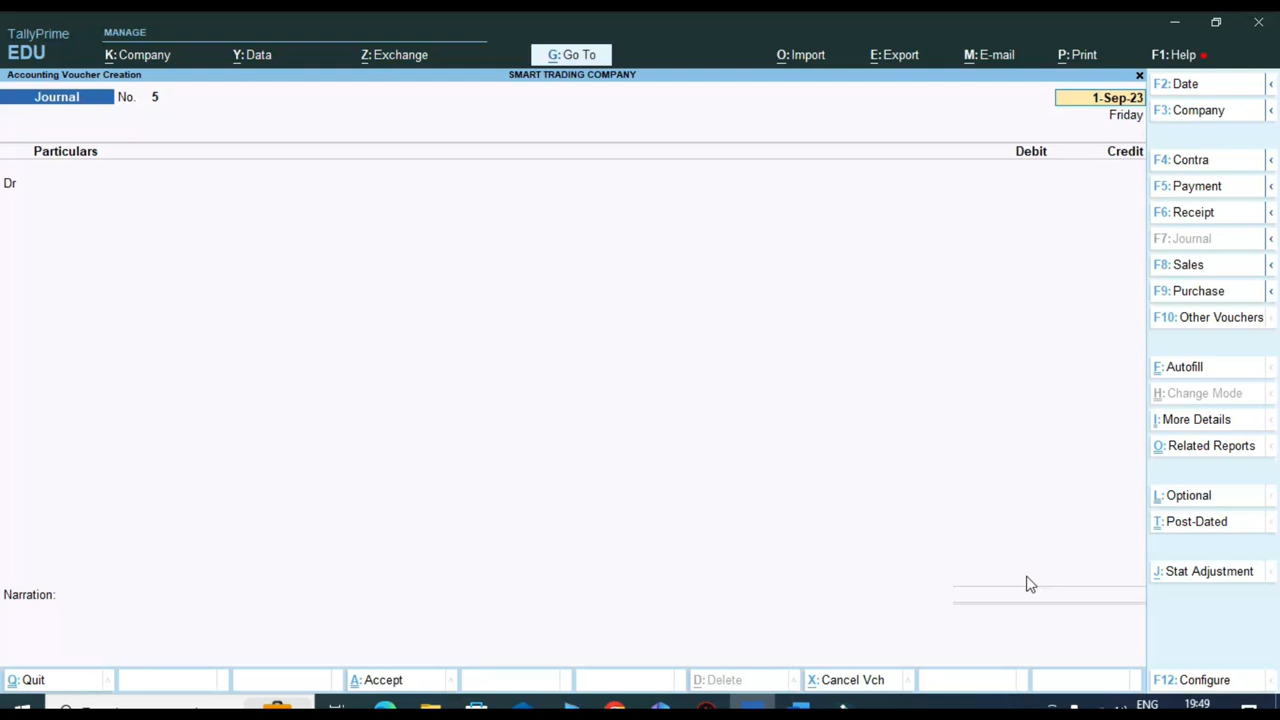 TallyPrime
EDU
MANAGE
K: Company
Y: Data
Z: Exchange
G: Go To
O: Import
E: Export
M: E-mail
P: Print
F1: Help
Accounting Voucher Creation
SMART TRADING COMPANY
Journal No. 5
1-Sep-23
Friday
Particulars
Debit
Credit
Dr
Narration:
F2: Date
F3: Company
F4: Contra
F5: Payment
F6: Receipt
F7: Journal
F8: Sales
F9: Purchase
F10: Other Vouchers
F: Autofill
H: Change Mode
I: More Details
O: Related Reports
L: Optional
T: Post-Dated
J: Stat Adjustment
Q: Quit
A: Accept
D: Delete
X: Cancel Vch
F12: Configure
ENG
19:49